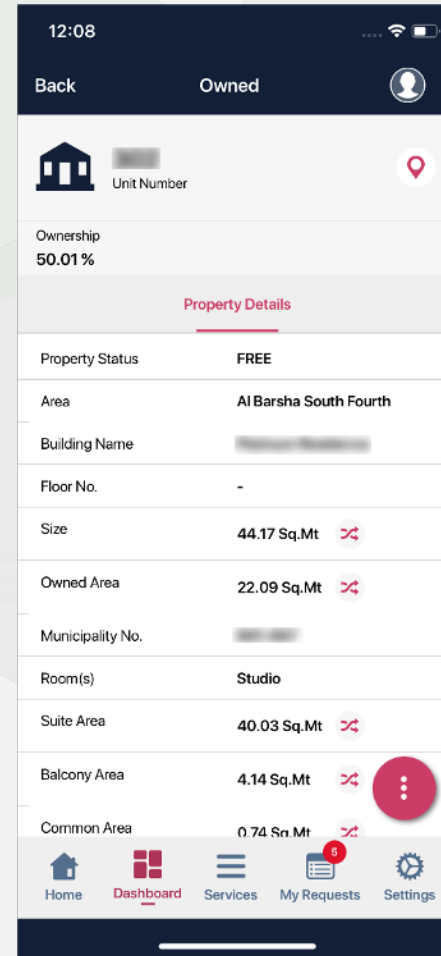 12:08
Back Owned
Unit Number
Ownership
50.01%
Property Details
Property Status FREE
Area Al Barsha South Fourth
Building Name
Floor No. -
Size 44.17 Sq.Mt
Owned Area 22.09 Sq.Mt
Municipality No.
Room(s) Studio
Suite Area 40.03 Sq.Mt
Balcony Area 4.14 Sq.Mt
Common Area 0.74 Sq.Mt
5
Home Dashboard Services My Requests Settings